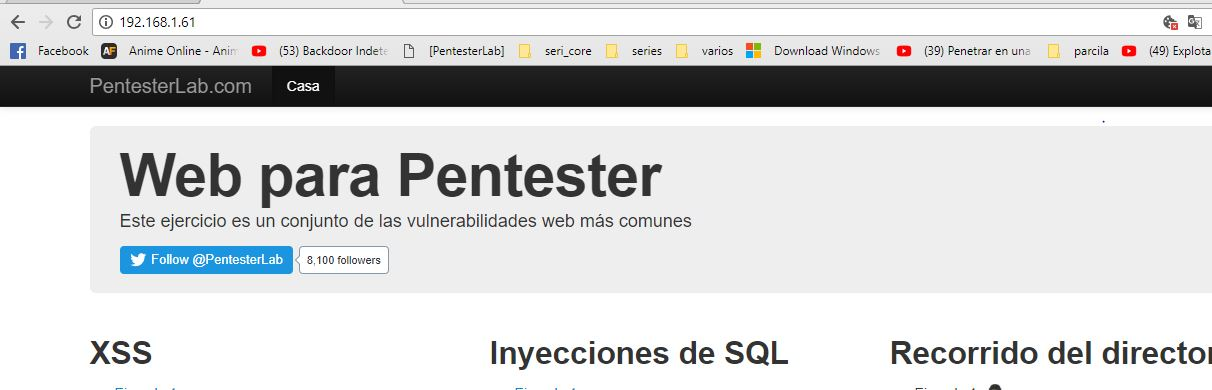 192.168.1.61
Facebook
Anime Online - Anim
(53) Backdoor Indete
[PentesterLab]
seri_core
series
varios
Download Windows
(39) Penetrar en una
parcila
(49) Explota
PentesterLab.com
Casa
Web para Pentester
Este ejercicio es un conjunto de las vulnerabilidades web más comunes
Follow @PentesterLab
8,100 followers
XSS
Inyecciones de SQL
Recorrido del director